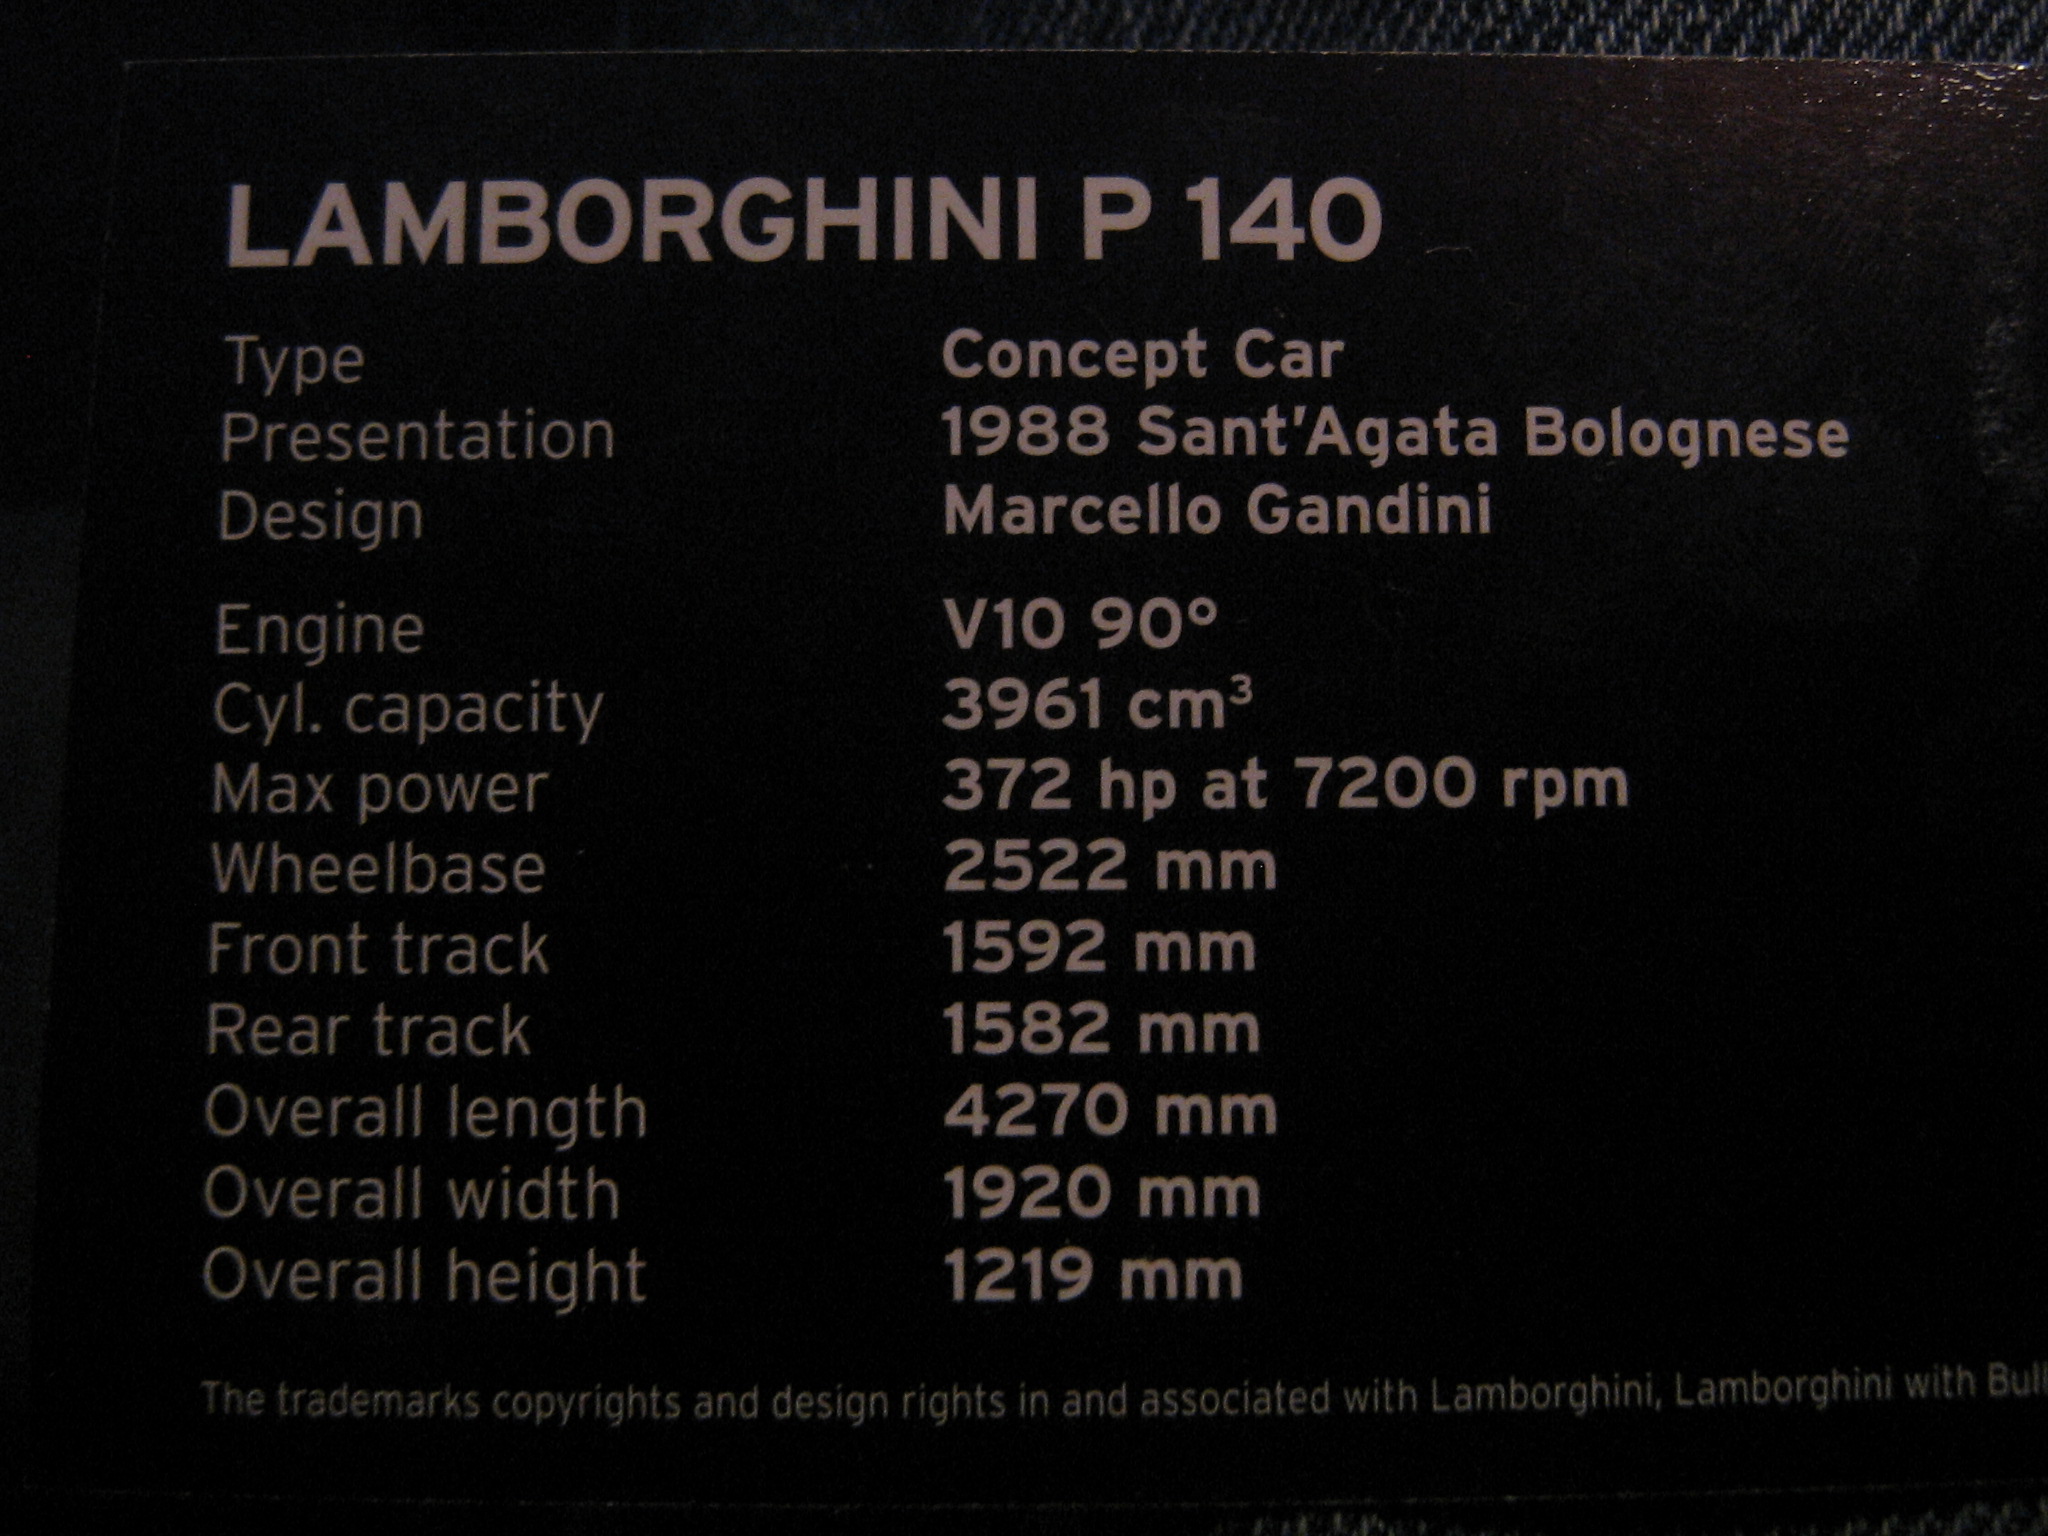 LAMBORGHINI P 140
Type Concept Car
Presentation 1988 Sant'Agata Bolognese
Design Marcello Gandini
Engine V10 90°
Cyl. capacity 3961 cm³
Max power 372 hp at 7200 rpm
Wheelbase 2522 mm
Front track 1592 mm
Rear track 1582 mm
Overall length 4270 mm
Overall width 1920 mm
Overall height 1219 mm
The trademarks copyrights and design rights in and associated with Lamborghini, Lamborghini with Bull